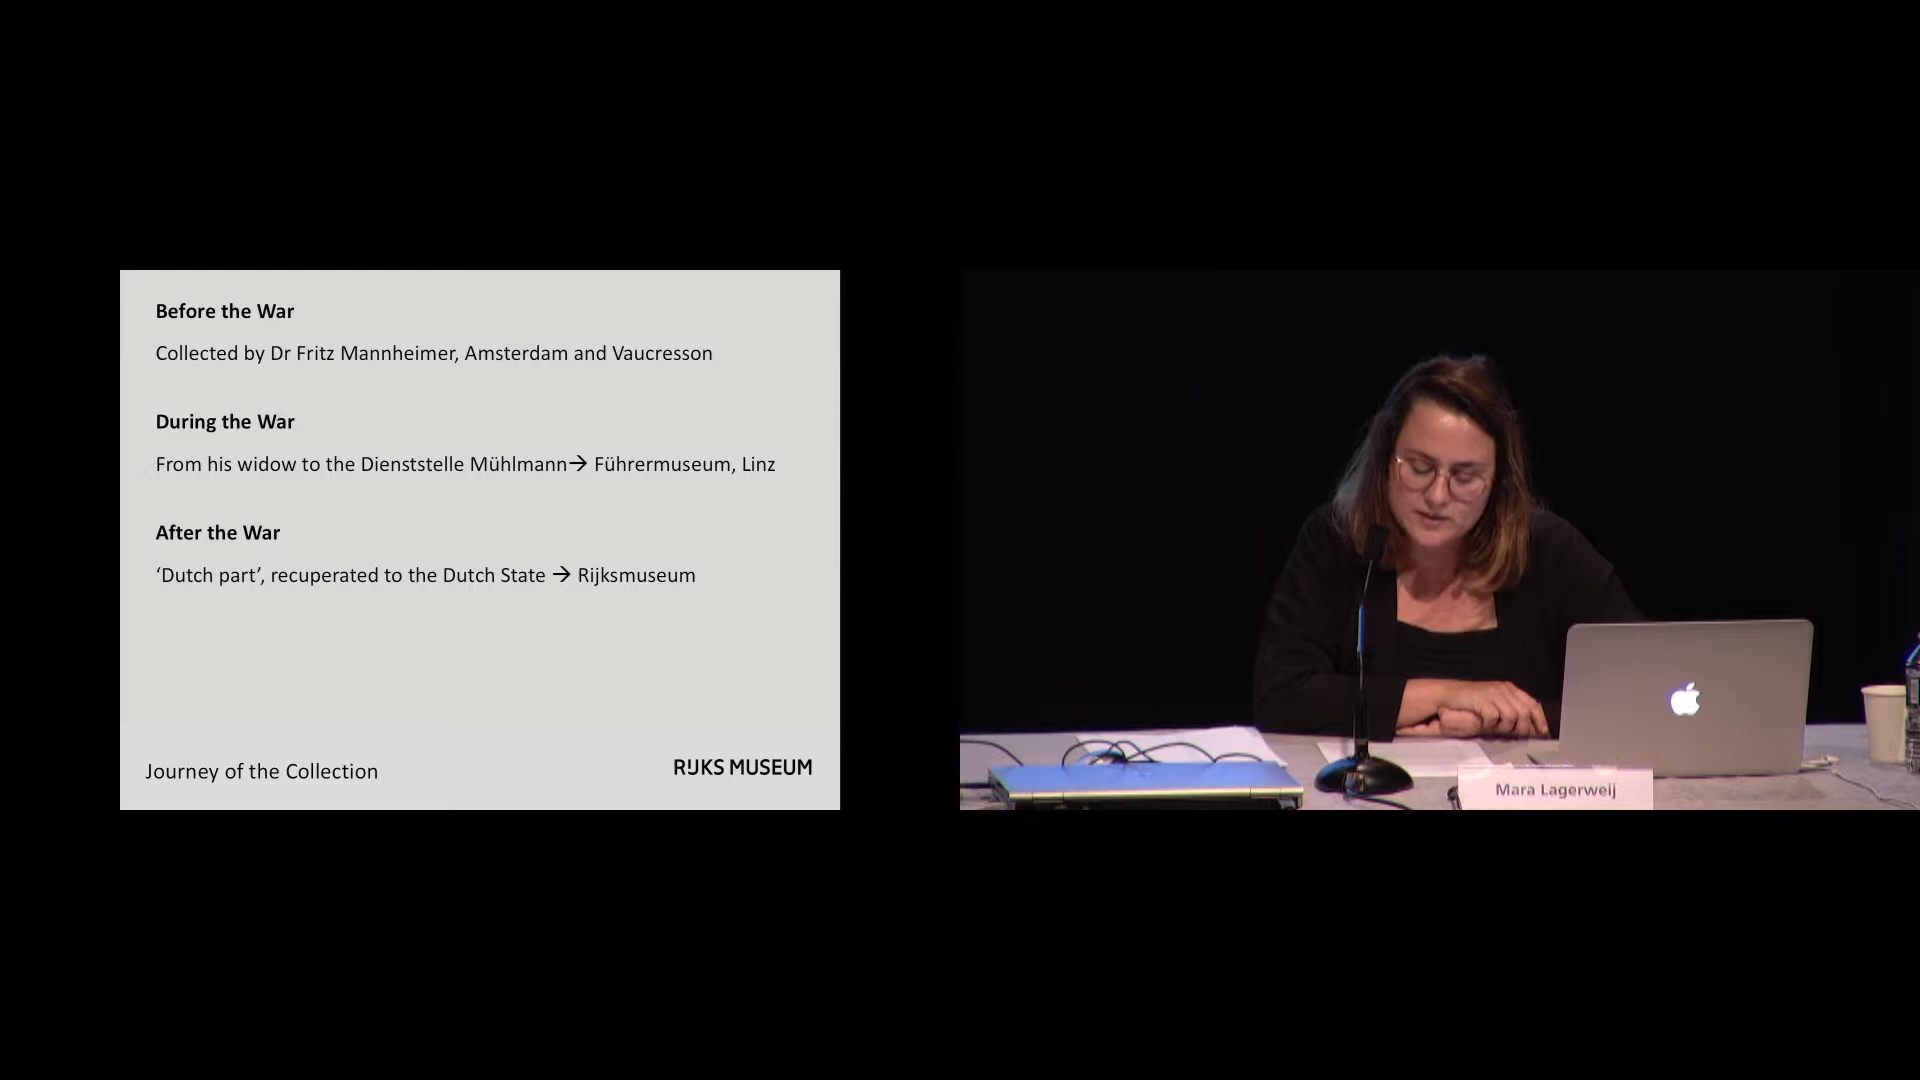 Before the War
Collected by Dr Fritz Mannheimer, Amsterdam and Vaucresson
During the War
From his widow to the Dienststelle Mühlmann→ Führermuseum, Linz
After the War
‘Dutch part’, recuperated to the Dutch State → Rijksmuseum
Journey of the Collection
RIJKS MUSEUM
Mara Lagerweij